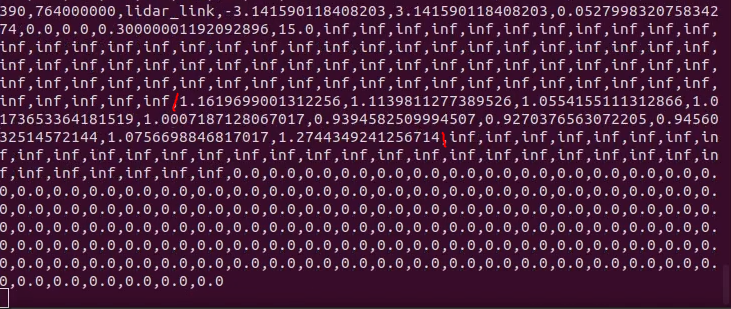 390,764000000,lidar_link,-3.141590118408203,3.141590118408203,0.0527998320758342
74,0.0,0.0,0.30000001192092896,15.0,inf,inf,inf,inf,inf,inf,inf,inf,inf,inf,inf,
inf,inf,inf,inf,inf,inf,inf,inf,inf,inf,inf,inf,inf,inf,inf,inf,inf,inf,inf,inf,
inf,inf,inf,inf,inf,inf,inf,inf,inf,inf,inf,inf,inf,inf,inf,inf,inf,inf,inf,inf,
inf,inf,inf,inf,inf,inf,inf,inf,inf,inf,inf,inf,inf,inf,inf,inf,inf,inf,inf,inf,
inf,inf,inf,inf,inf,1.1619699001312256,1.1139811277389526,1.0554155111312866,1.0
173653364181519,1.0007187128067017,0.9394582509994507,0.9270376563072205,0.94560
32514572144,1.0756698846817017,1.2744349241256714,inf,inf,inf,inf,inf,inf,inf,in
f,inf,inf,inf,inf,inf,inf,inf,inf,inf,inf,inf,inf,inf,inf,inf,inf,inf,inf,inf,in
f,inf,inf,inf,inf,inf,inf,0.0,0.0,0.0,0.0,0.0,0.0,0.0,0.0,0.0,0.0,0.0,0.0,0.0,0.
0,0.0,0.0,0.0,0.0,0.0,0.0,0.0,0.0,0.0,0.0,0.0,0.0,0.0,0.0,0.0,0.0,0.0,0.0,0.0,0.
0,0.0,0.0,0.0,0.0,0.0,0.0,0.0,0.0,0.0,0.0,0.0,0.0,0.0,0.0,0.0,0.0,0.0,0.0,0.0,0.
0,0.0,0.0,0.0,0.0,0.0,0.0,0.0,0.0,0.0,0.0,0.0,0.0,0.0,0.0,0.0,0.0,0.0,0.0,0.0,0.
0,0.0,0.0,0.0,0.0,0.0,0.0,0.0,0.0,0.0,0.0,0.0,0.0,0.0,0.0,0.0,0.0,0.0,0.0,0.0,0.
0,0.0,0.0,0.0,0.0,0.0,0.0,0.0,0.0,0.0,0.0,0.0,0.0,0.0,0.0,0.0,0.0,0.0,0.0,0.0,0.
0,0.0,0.0,0.0,0.0,0.0,0.0